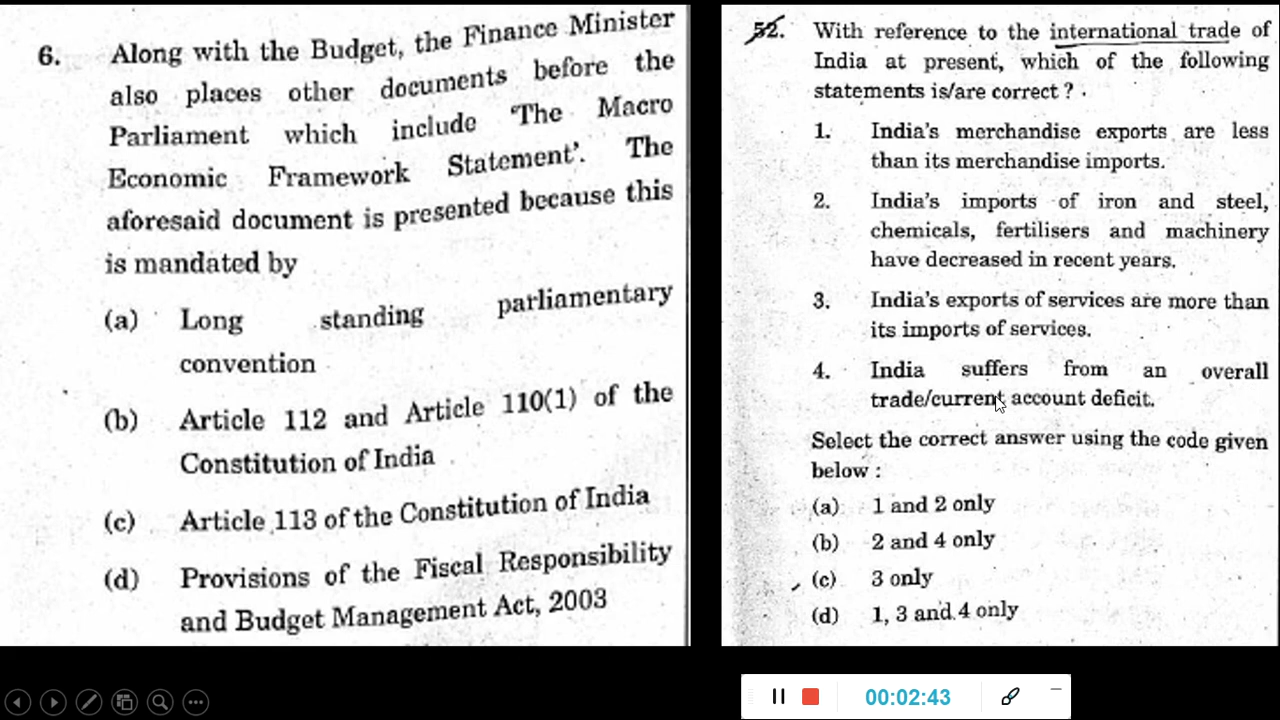 6. Along with the Budget, the Finance Minister
also places other documents before the
Parliament which include 'The Macro
Economic Framework Statement'. The
aforesaid document is presented because this
is mandated by
(a) Long standing parliamentary
convention
(b) Article 112 and Article 110(1) of the
Constitution of India
(c) Article 113 of the Constitution of India
(d) Provisions of the Fiscal Responsibility
and Budget Management Act, 2003
52. With reference to the international trade of
India at present, which of the following
statements is/are correct ?
1. India's merchandise exports are less
than its merchandise imports.
2. India's imports of iron and steel,
chemicals, fertilisers and machinery
have decreased in recent years.
3. India's exports of services are more than
its imports of services.
4. India suffers from an overall
trade/current account deficit.
Select the correct answer using the code given
below :
(a) 1 and 2 only
(b) 2 and 4 only
(c) 3 only
(d) 1, 3 and 4 only
00:02:43